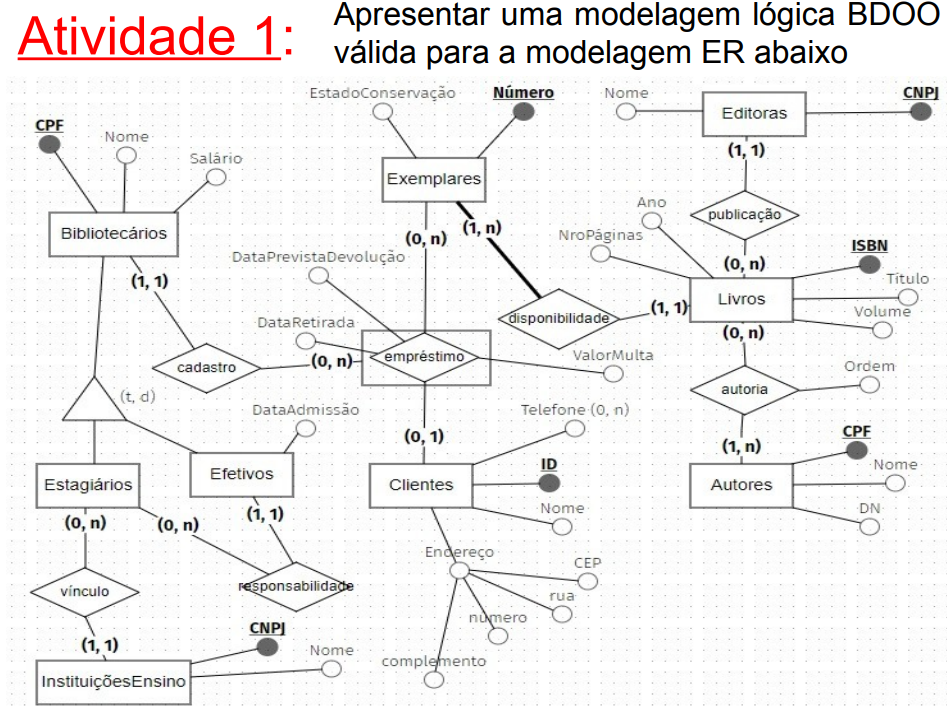 Atividade 1:
Apresentar uma modelagem lógica BDOO
válida para a modelagem ER abaixo
EstadoConservação
Número
Nome
Editoras
CNPJ
CPF
Nome
Salário
(1, 1)
Exemplares
Bibliotecários
Ano
publicação
(0, n)
(1, n)
NroPáginas
ISBN
DataPrevistaDevolução
(0, n)
Título
(1, 1)
Livros
(1, 1)
disponibilidade
Volume
DataRetirada
(0, n)
empréstimo
ValorMulta
cadastro
(0, n)
Ordem
autoria
(t, d)
DataAdmissão
Telefone (0, n)
(0, 1)
CPF
(1, n)
ID
Nome
Efetivos
Estagiários
Clientes
Autores
Nome
DN
(0, n)
(0, n)
(1, 1)
Endereço
CEP
vínculo
responsabilidade
rua
número
CNPJ
(1, 1)
Nome
complemento
InstituiçõesEnsino